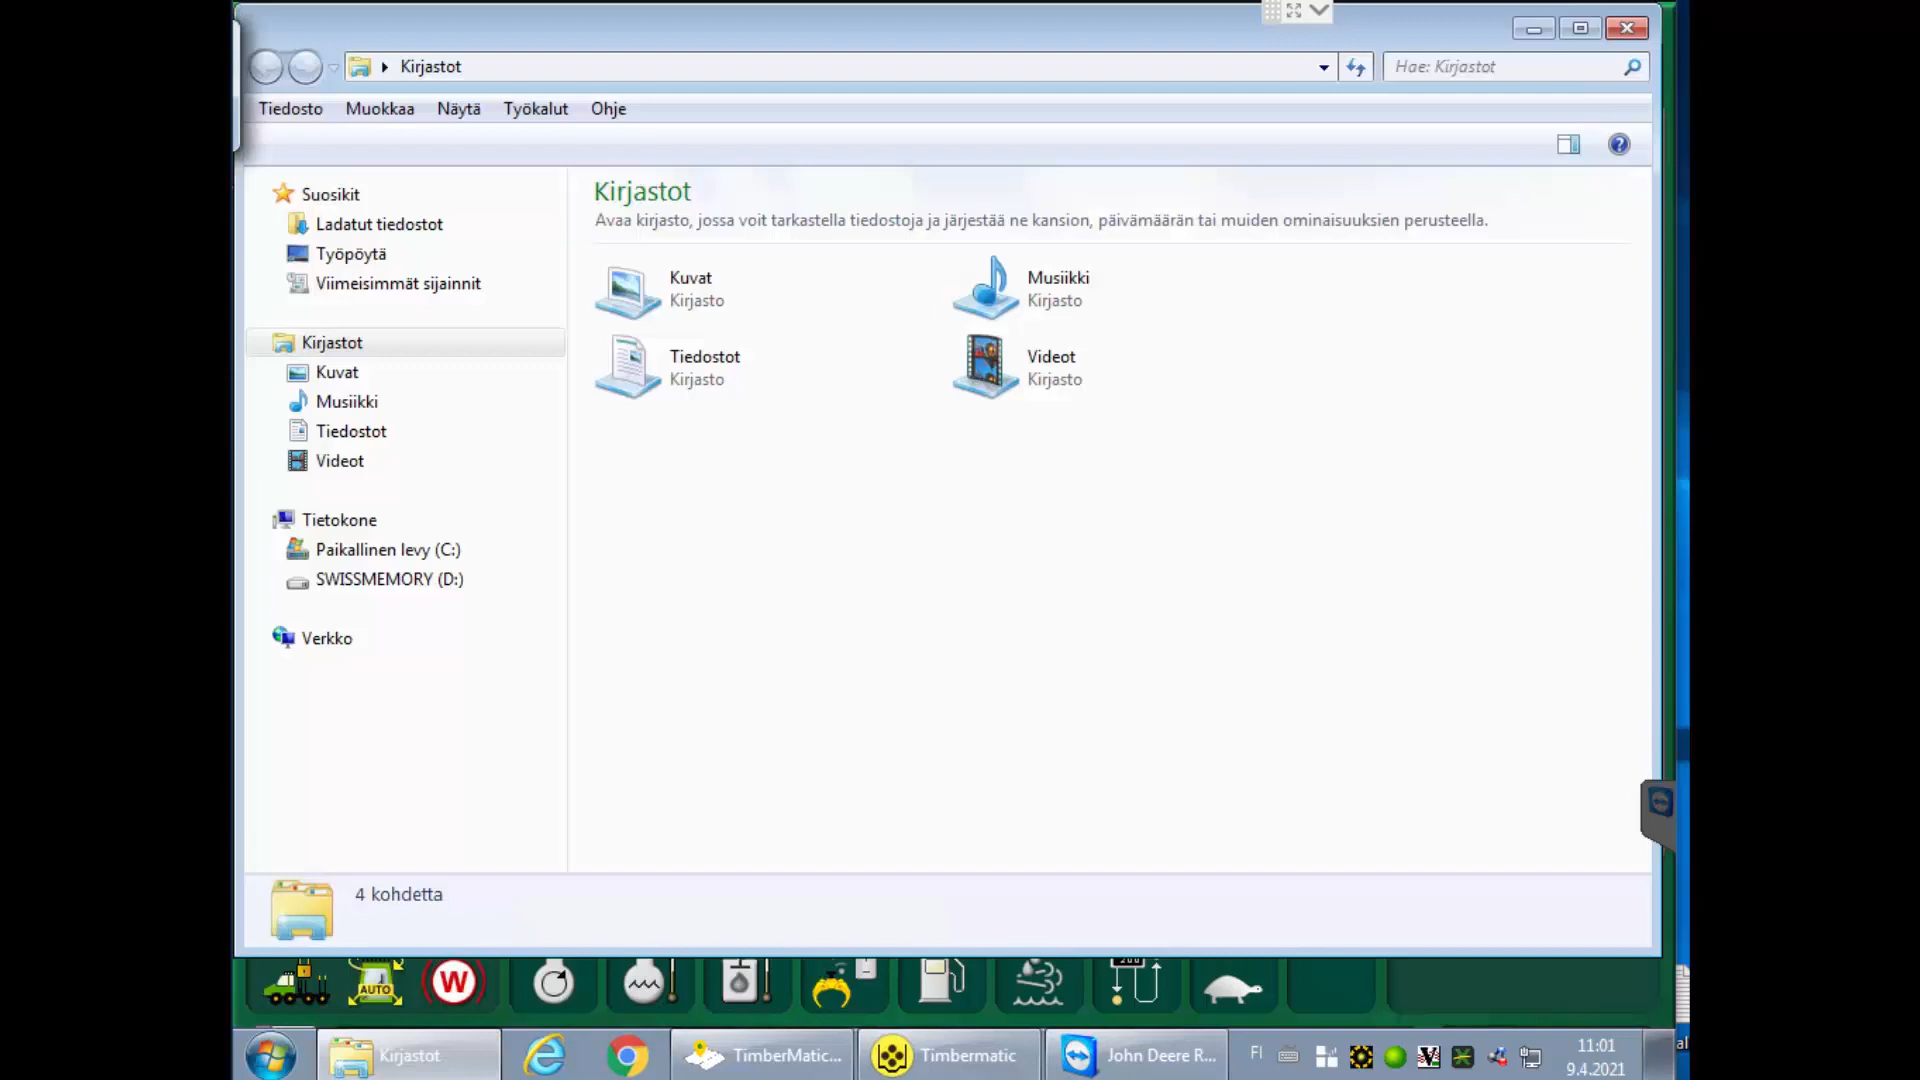 Kirjastot
Hae: Kirjastot
Tiedosto Muokkaa Näytä Työkalut Ohje
Suosikit
Ladatut tiedostot
Työpöytä
Viimeisimmät sijainnit
Kirjastot
Kuvat
Musiikki
Tiedostot
Videot
Tietokone
Paikallinen levy (C:)
SWISSMEMORY (D:)
Verkko
Kirjastot
Avaa kirjasto, jossa voit tarkastella tiedostoja ja järjestää ne kansion, päivämäärän tai muiden ominaisuuksien perusteella.
Kuvat
Kirjasto
Musiikki
Kirjasto
Tiedostot
Kirjasto
Videot
Kirjasto
4 kohdetta
AUTO
W
Kirjastot
TimberMatic...
Timbermatic
John Deere R...
FI
11:01
9.4.2021